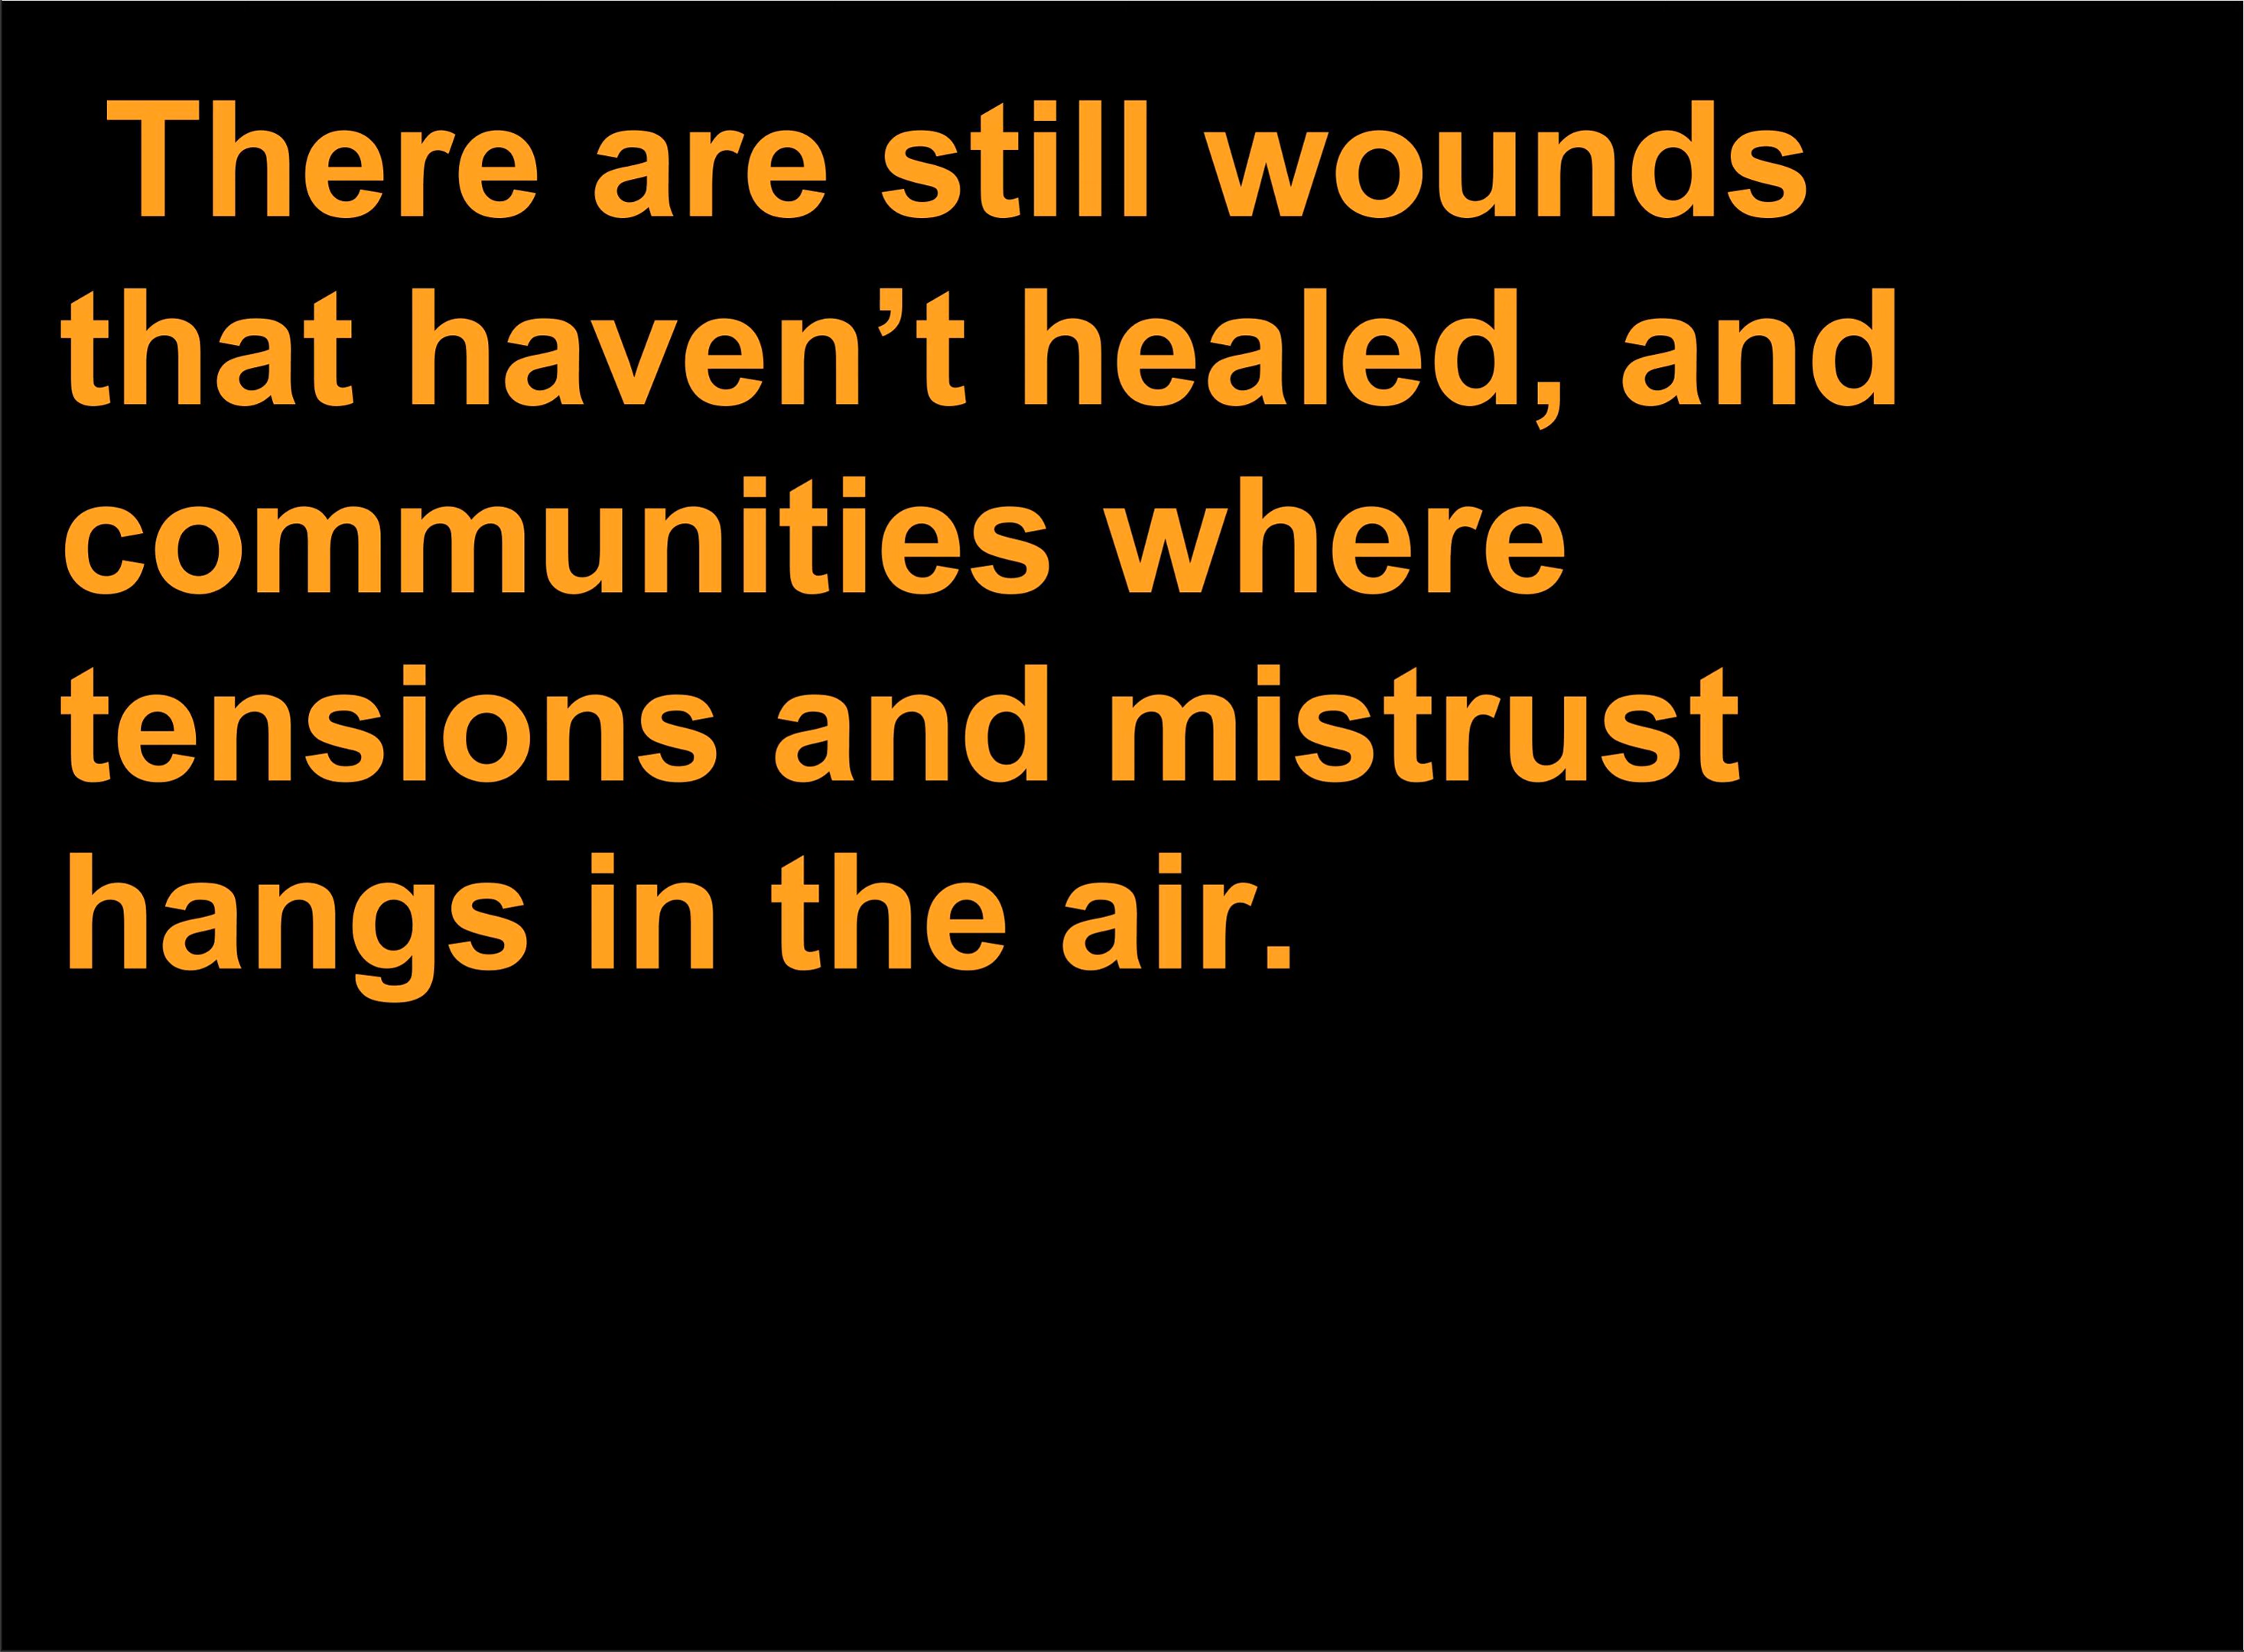 There are still wounds
that haven’t healed, and
communities where
tensions and mistrust
hangs in the air.